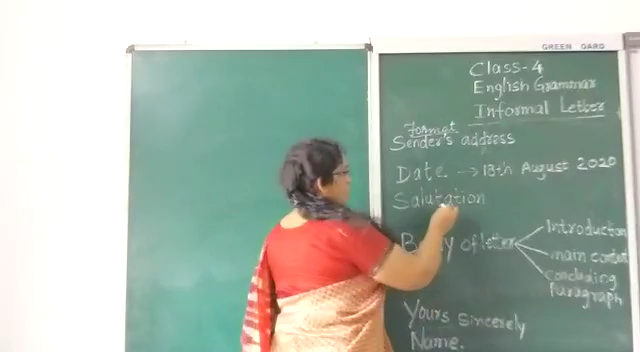 GREEN QARD
Class-4
English Grammar
Informal Letter
Format
Sender's address
Date. → 18th August 2020
Salutation
Body of letter
Introduction
main content
concluding
Paragraph
Yours Sincerely
Name.